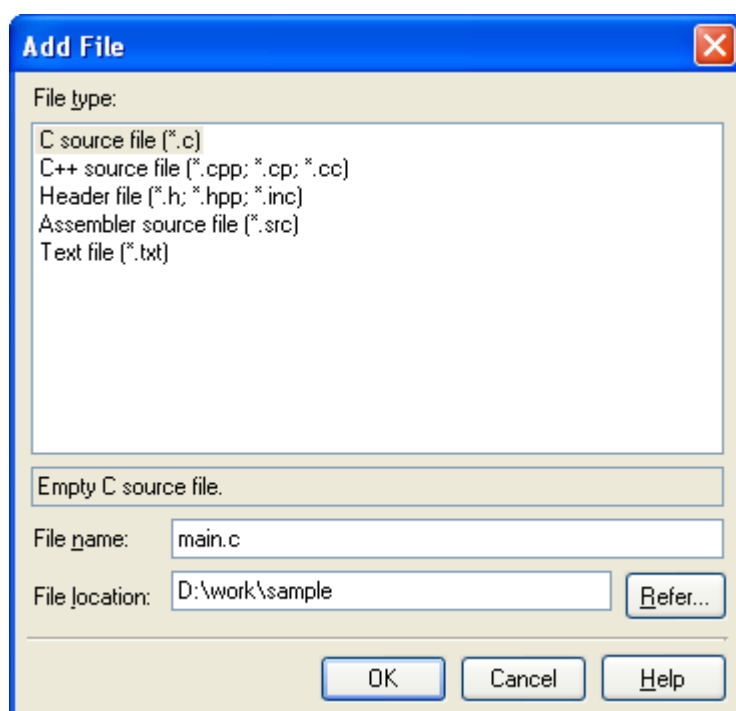 Add File
File type:
C source file (*.c)
C++ source file (*.cpp; *.cp; *.cc)
Header file (*.h; *.hpp; *.inc)
Assembler source file (*.src)
Text file (*.txt)
Empty C source file.
File name: main.c
File location: D:\work\sample Refer...
OK Cancel Help